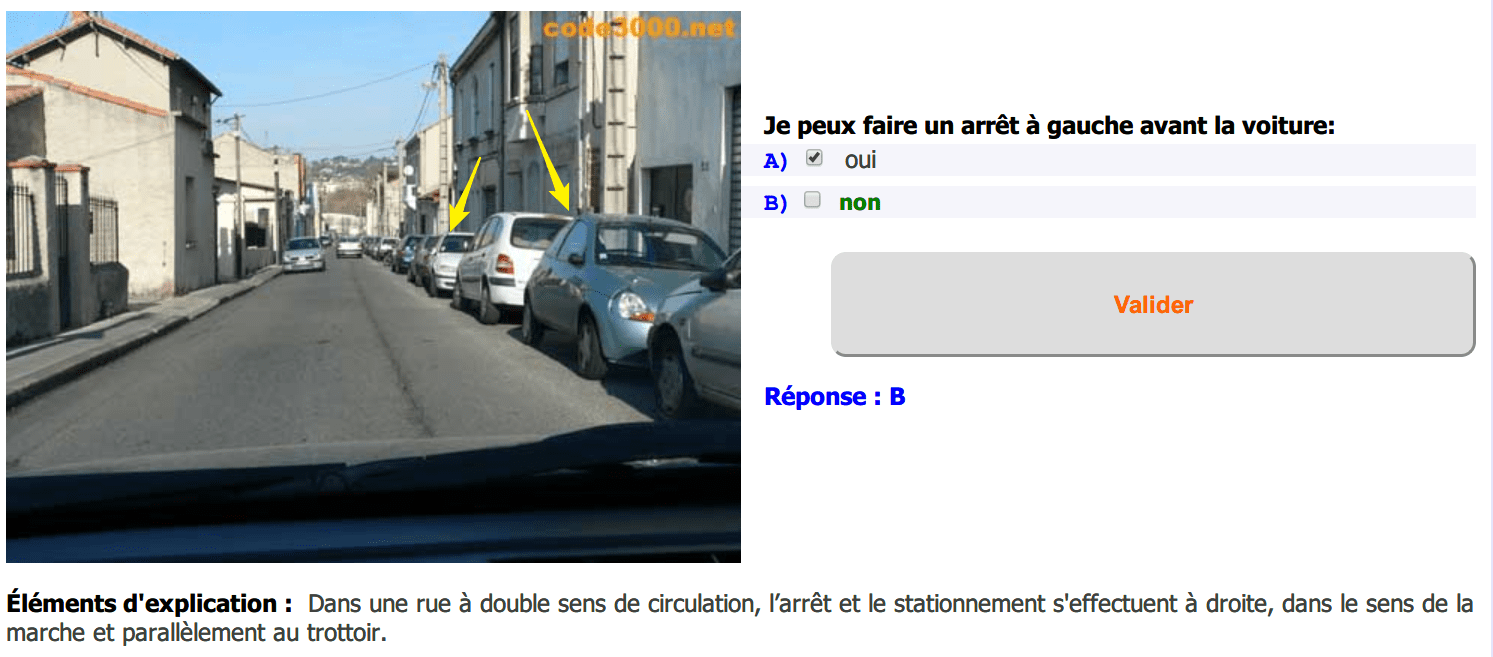 code3000.net
Je peux faire un arrêt à gauche avant la voiture:
A) oui
B) non
Valider
Réponse : B
Éléments d'explication : Dans une rue à double sens de circulation, l’arrêt et le stationnement s'effectuent à droite, dans le sens de la
marche et parallèlement au trottoir.